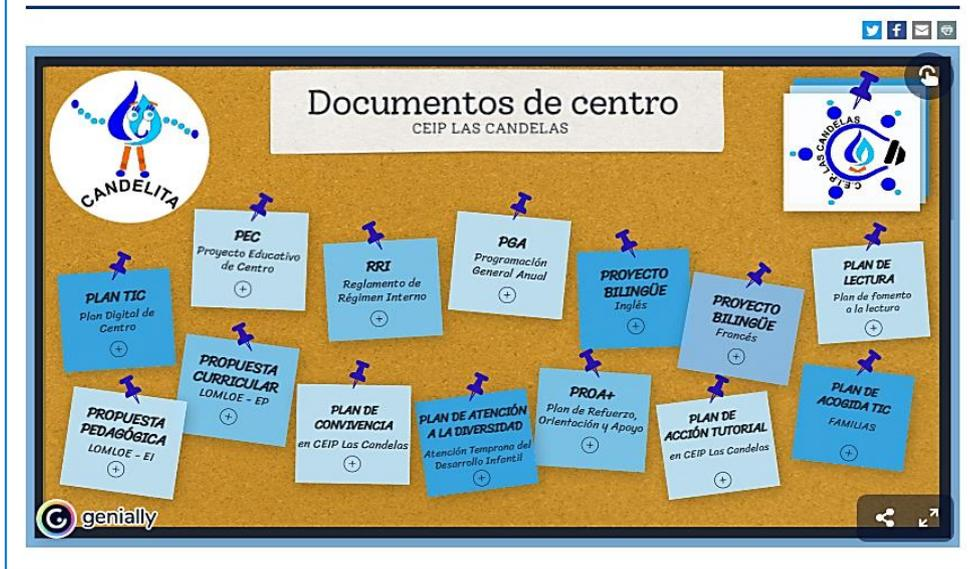 Documentos de centro
CEIP LAS CANDELAS
CANDELITA
C.E.I.P. LAS CANDELAS
PEC
Proyecto Educativo
de Centro
RRI
Reglamento de
Régimen Interno
PGA
Programación
General Anual
PROYECTO
BILINGÜE
Inglés
PROYECTO
BILINGÜE
Francés
PLAN DE
LECTURA
Plan de fomento
a la lectura
PLAN TIC
Plan Digital de
Centro
PROPUESTA
CURRICULAR
LOMLOE - EP
PROPUESTA
PEDAGÓGICA
LOMLOE - EI
PLAN DE
CONVIVENCIA
en CEIP Las Candelas
PLAN DE ATENCIÓN
A LA DIVERSIDAD
Atención Temprana del
Desarrollo Infantil
PROA+
Plan de Refuerzo,
Orientación y Apoyo
PLAN DE
ACCIÓN TUTORIAL
en CEIP Las Candelas
PLAN DE
ACOGIDA TIC
FAMILIAS
genially